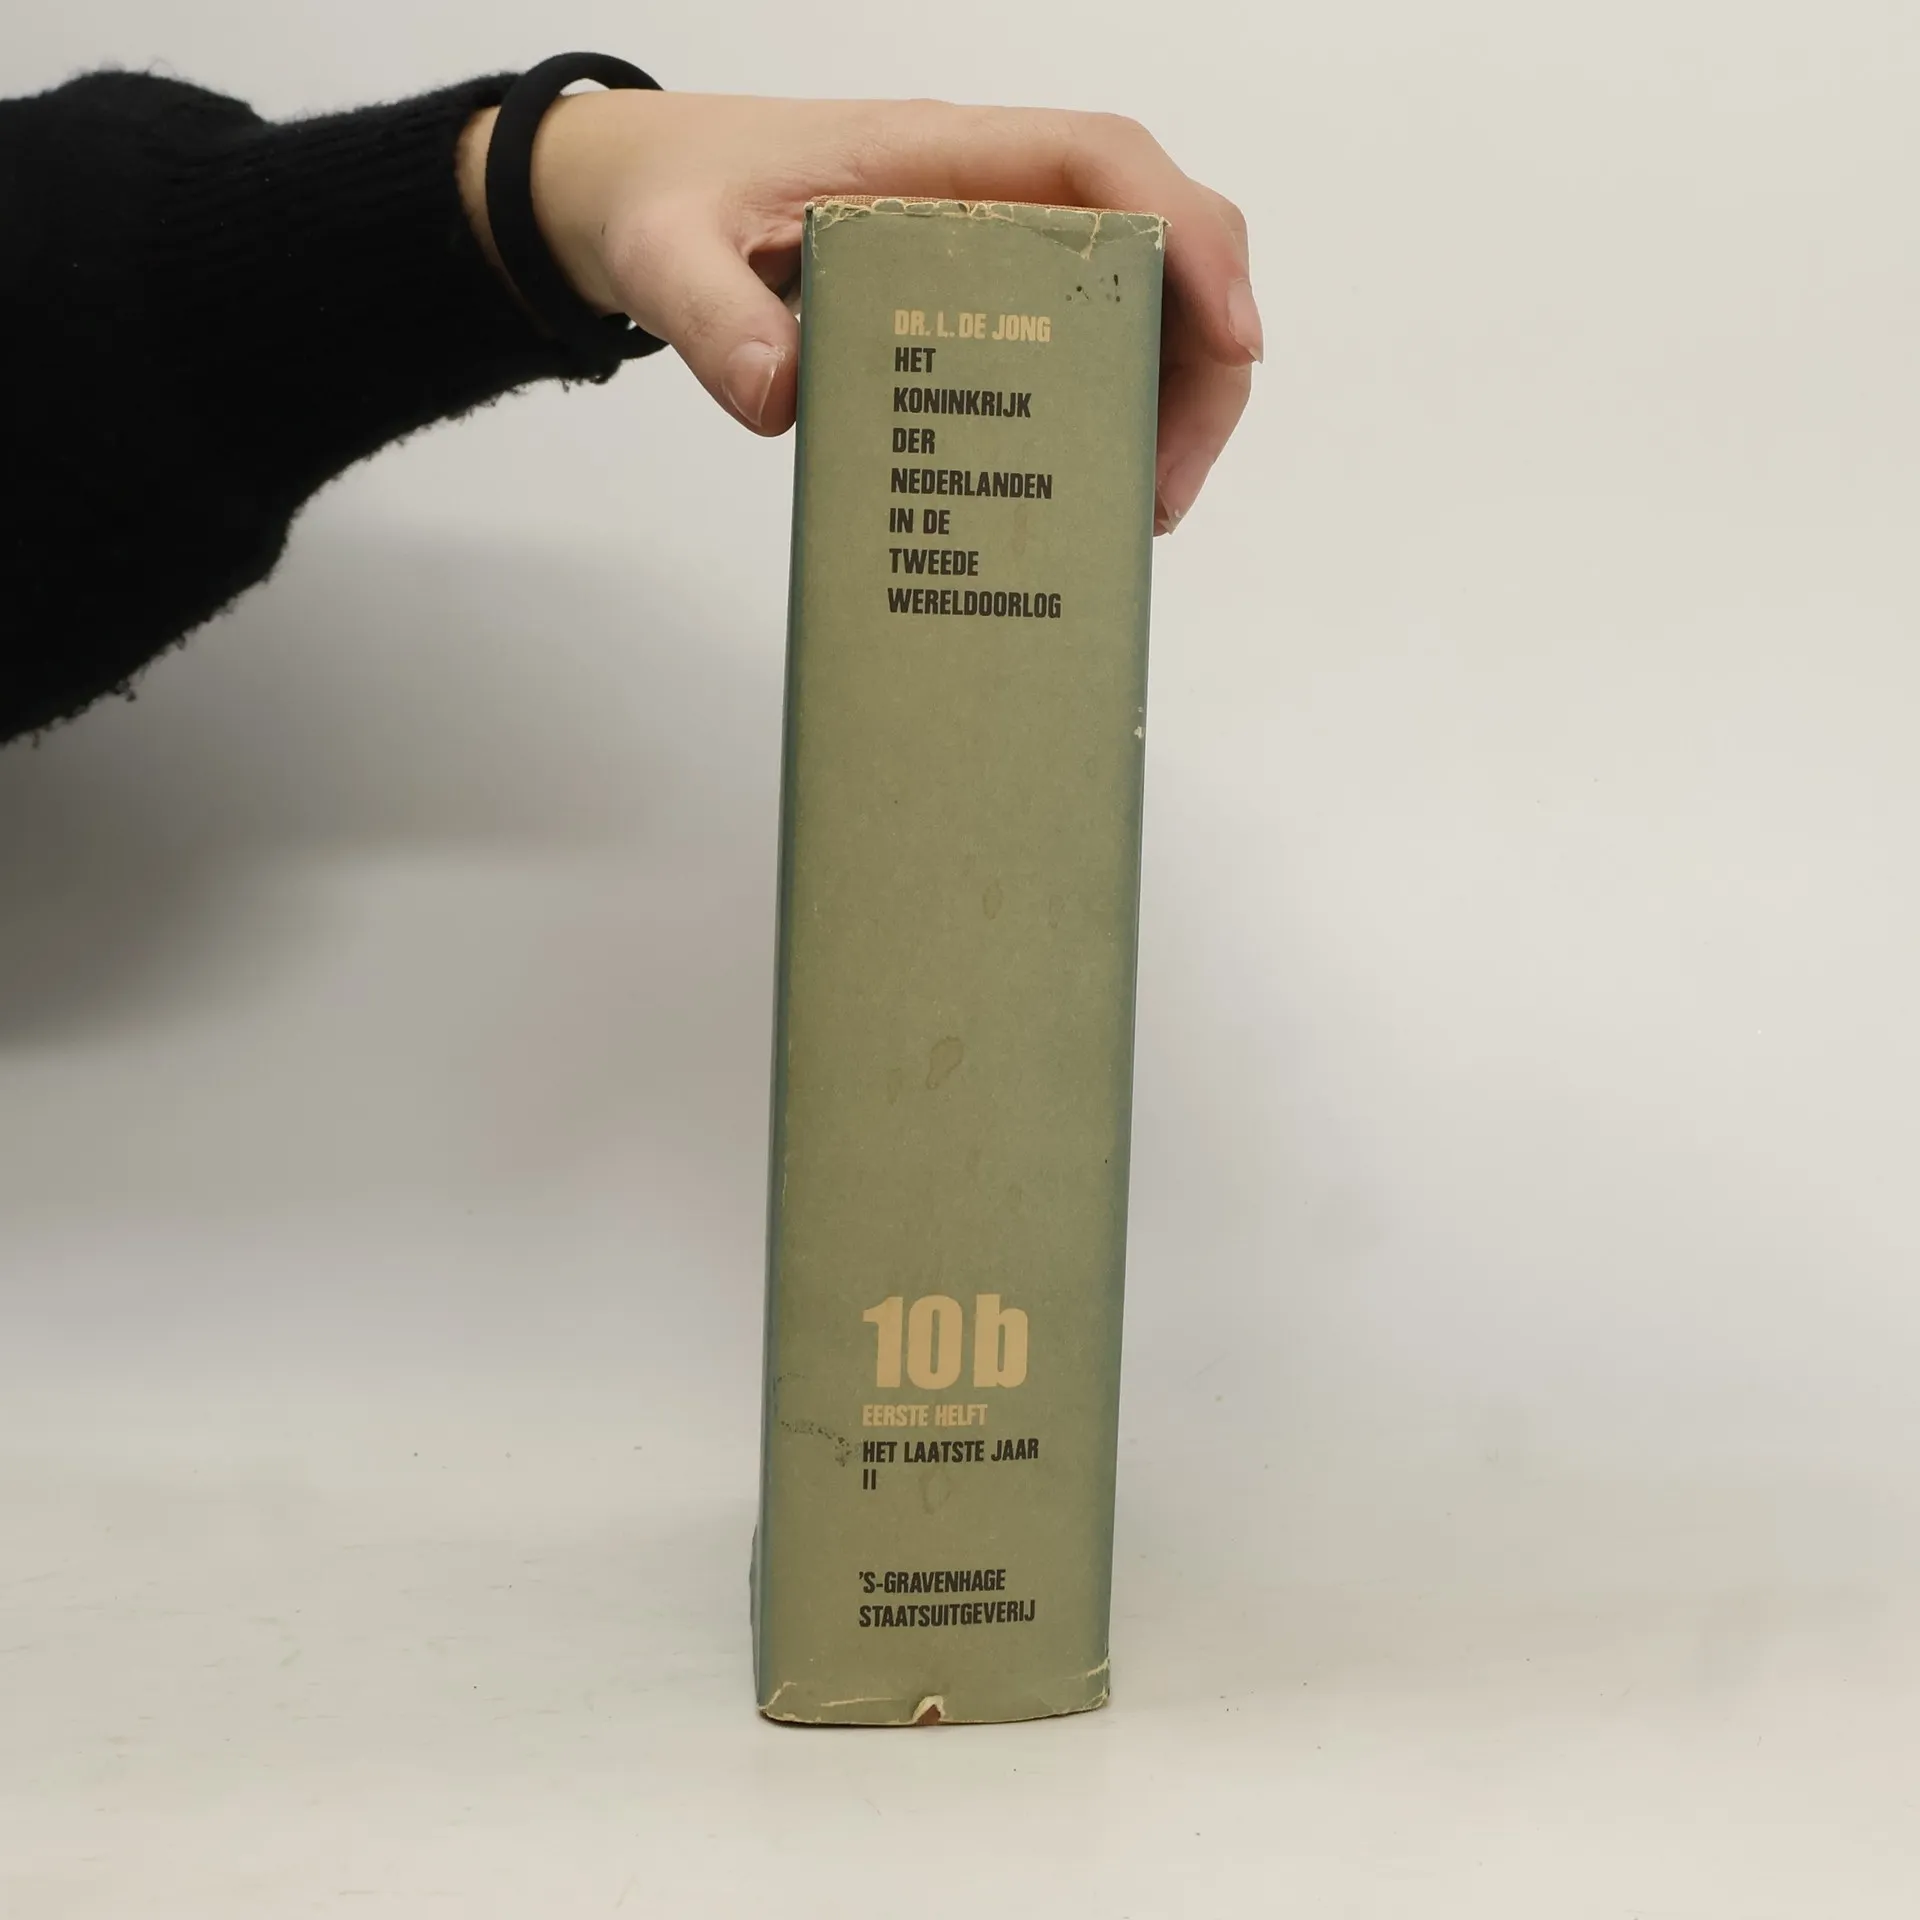 DR. L. DE JONG
HET
KONINKRIJK
DER
NEDERLANDEN
IN DE
TWEEDE
WERELDOORLOG
10b
EERSTE HELFT
HET LAATSTE JAAR
II
'S-GRAVENHAGE
STAATSUITGEVERIJ